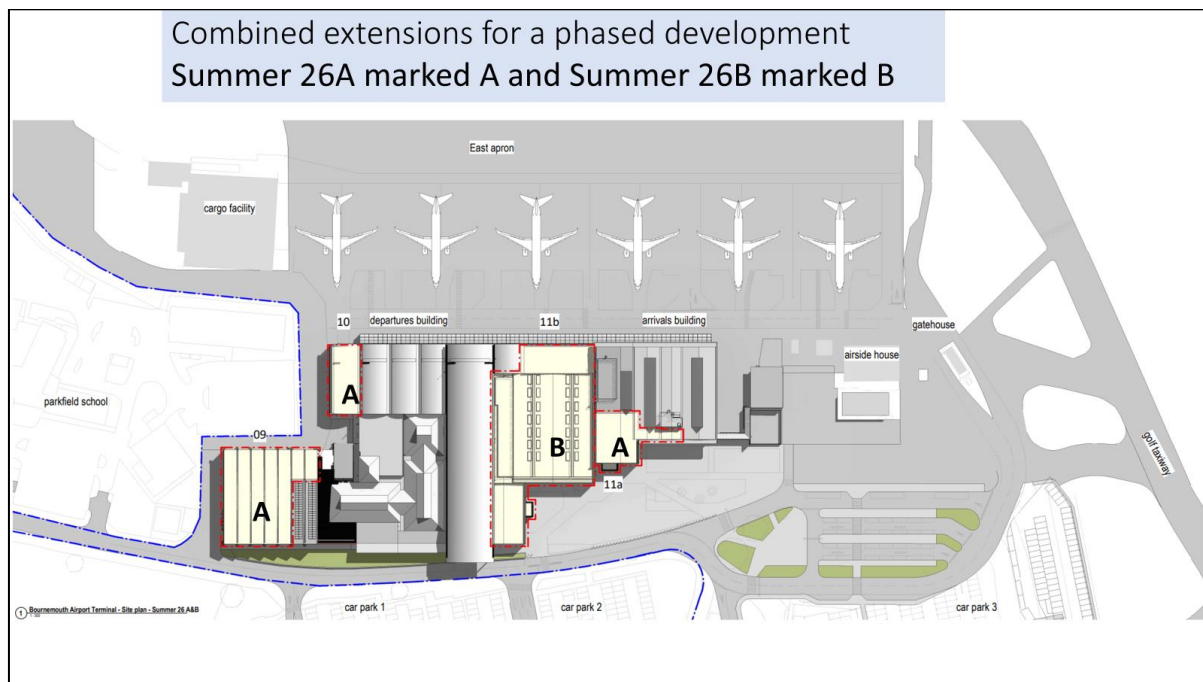 Combined extensions for a phased development
Summer 26A marked A and Summer 26B marked B
East apron
cargo facility
10
departures building
11b
arrivals building
gatehouse
airside house
parkfield school
A
09
B
A
11a
A
golf taxiway
1 Bournemouth Airport Terminal - Site plan - Summer 26 A&B
car park 1
car park 2
car park 3